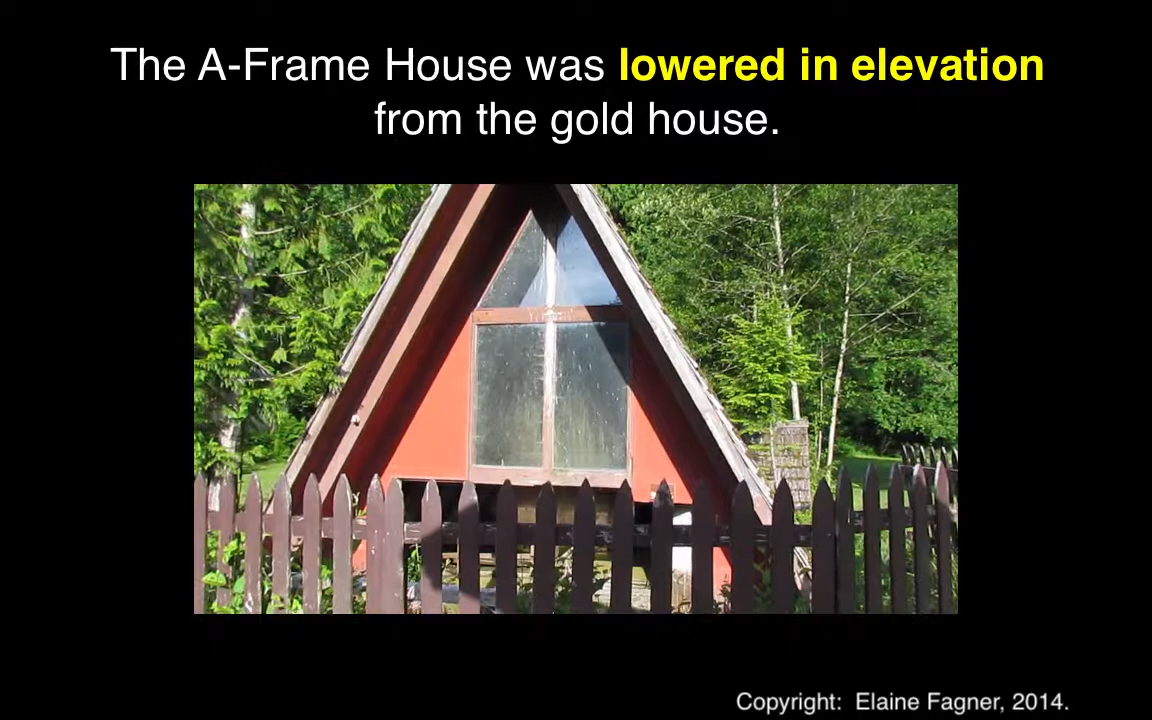 The A-Frame House was lowered in elevation
from the gold house.
Copyright:  Elaine Fagner, 2014.